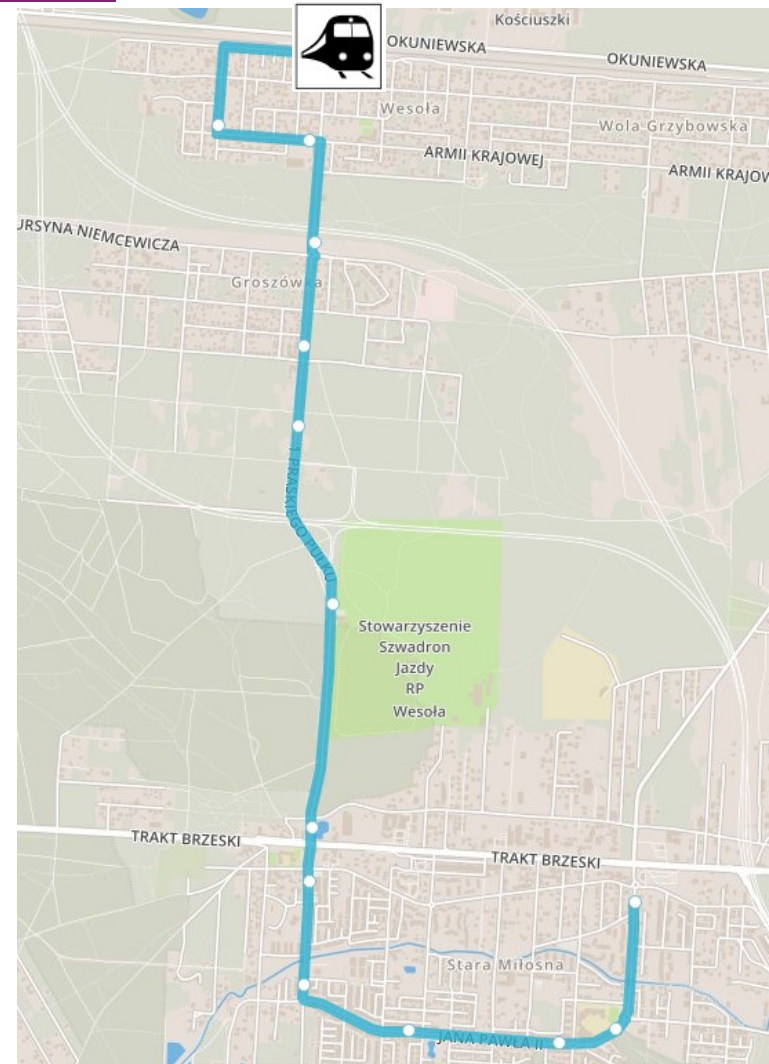 Kościuszki
OKUNIEWSKA
OKUNIEWSKA
Wesoła
Wola Grzybowska
ARMII KRAJOWEJ
ARMII KRAJOW
URSYNA NIEMCEWICZA
Groszówka
1 PRASKIEGO PUŁKU
Stowarzyszenie
Szwadron
Jazdy
RP
Wesoła
TRAKT BRZESKI
TRAKT BRZESKI
Stara Miłosna
JANA PAWŁA II